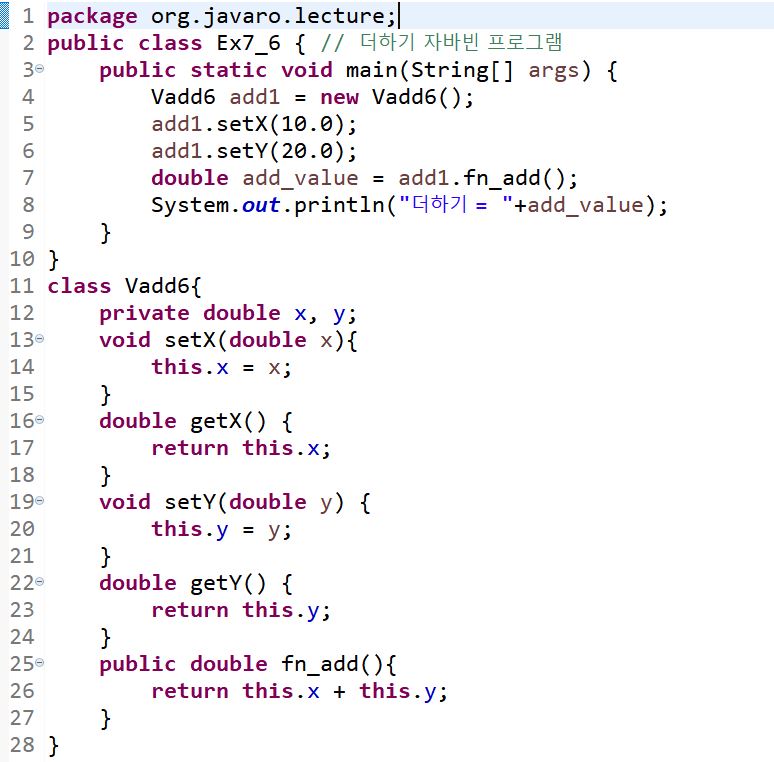 1 package org.javaro.lecture;
2 public class Ex7_6 { // 더하기 자바빈 프로그램
3 public static void main(String[] args) {
4 Vadd6 add1 = new Vadd6();
5 add1.setX(10.0);
6 add1.setY(20.0);
7 double add_value = add1.fn_add();
8 System.out.println("더하기 = "+add_value);
9 }
10 }
11 class Vadd6{
12 private double x, y;
13 void setX(double x){
14 this.x = x;
15 }
16 double getX() {
17 return this.x;
18 }
19 void setY(double y) {
20 this.y = y;
21 }
22 double getY() {
23 return this.y;
24 }
25 public double fn_add(){
26 return this.x + this.y;
27 }
28 }